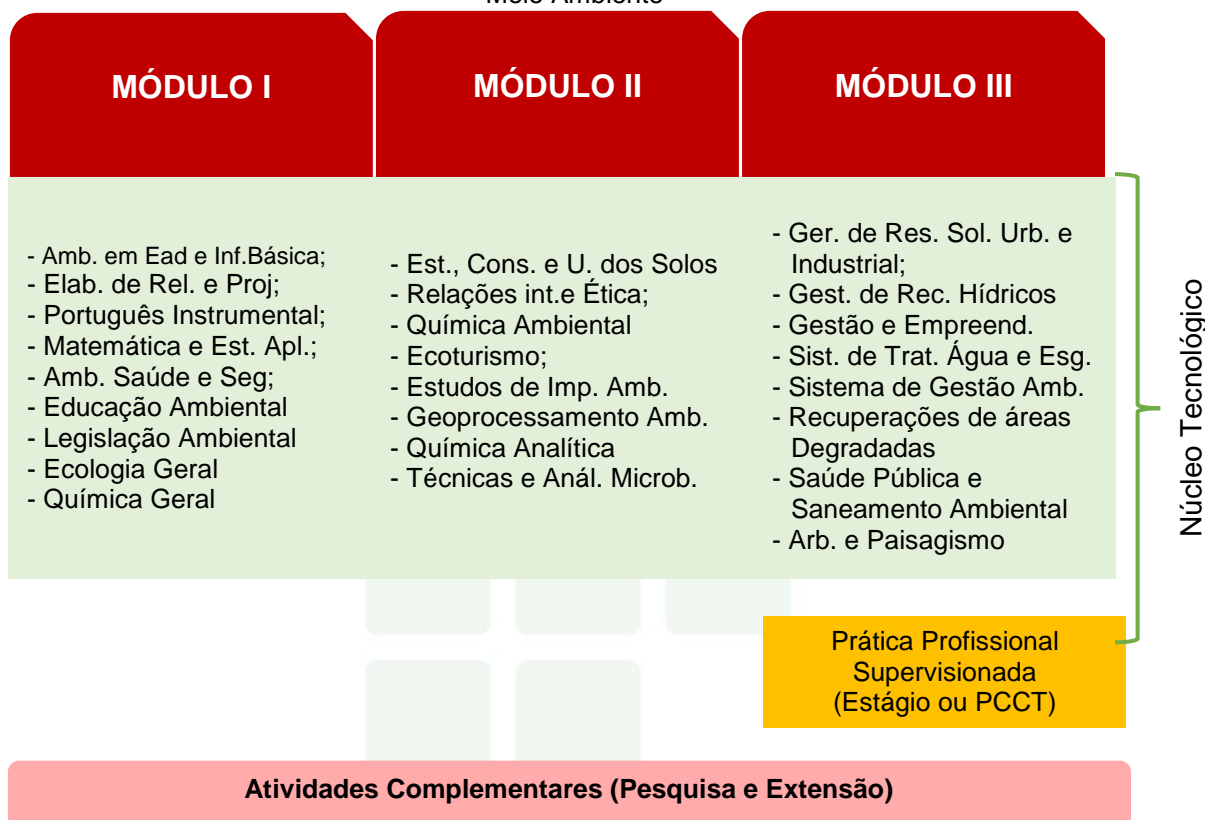 Meio Ambiente
MÓDULO I
MÓDULO II
MÓDULO III
- Amb. em Ead e Inf.Básica;
- Elab. de Rel. e Proj;
- Português Instrumental;
- Matemática e Est. Apl.;
- Amb. Saúde e Seg;
- Educação Ambiental
- Legislação Ambiental
- Ecologia Geral
- Química Geral
- Est., Cons. e U. dos Solos
- Relações int.e Ética;
- Química Ambiental
- Ecoturismo;
- Estudos de Imp. Amb.
- Geoprocessamento Amb.
- Química Analítica
- Técnicas e Anál. Microb.
- Ger. de Res. Sol. Urb. e
Industrial;
- Gest. de Rec. Hídricos
- Gestão e Empreend.
- Sist. de Trat. Água e Esg.
- Sistema de Gestão Amb.
- Recuperações de áreas
Degradadas
- Saúde Pública e
Saneamento Ambiental
- Arb. e Paisagismo
Núcleo Tecnológico
Prática Profissional
Supervisionada
(Estágio ou PCCT)
Atividades Complementares (Pesquisa e Extensão)